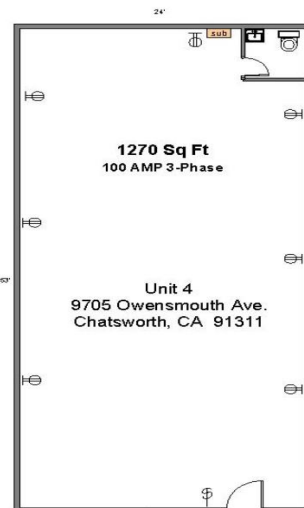 24'
sub
1270 Sq Ft
100 AMP 3-Phase
53'
Unit 4
9705 Owensmouth Ave.
Chatsworth, CA 91311